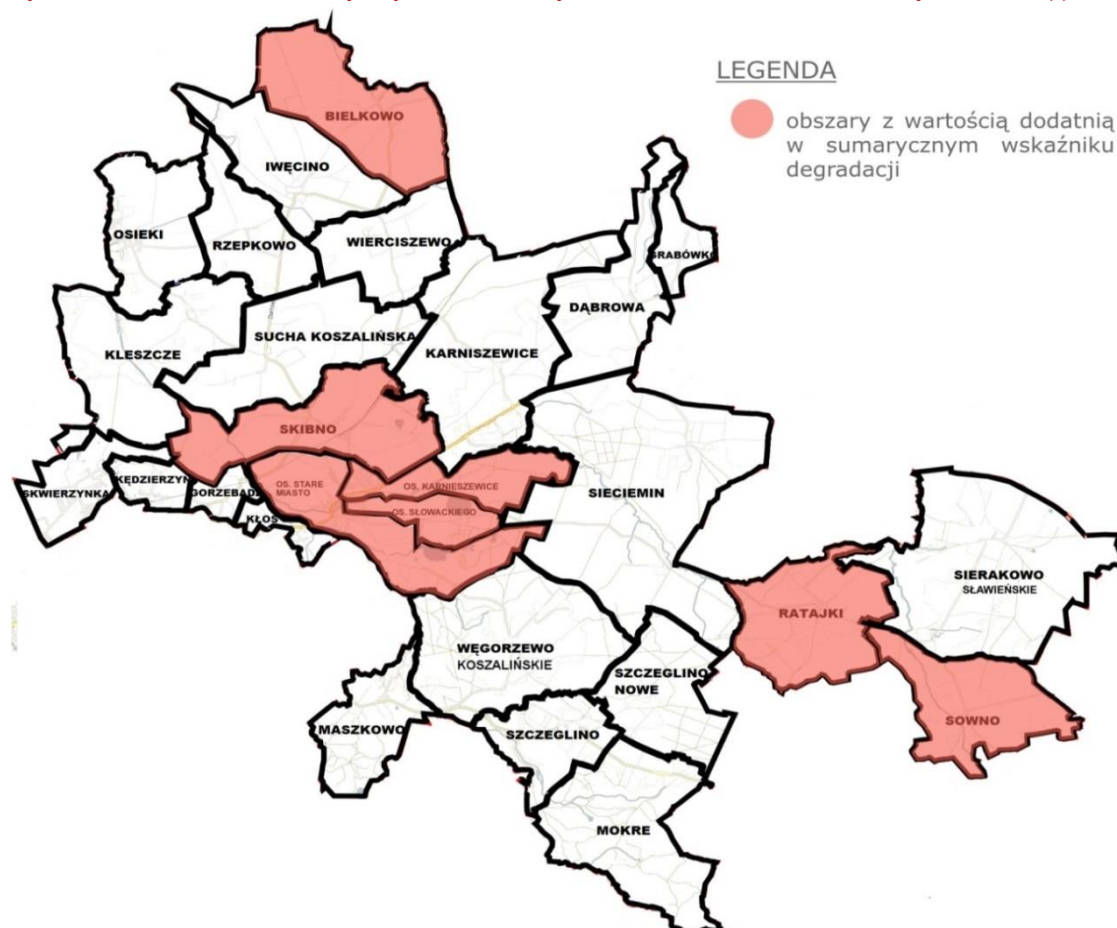 LEGENDA
obszary z wartością dodatnią
w sumarycznym wskaźniku
degradacji
BIELKOWO
IWĘCINO
OSIEKI
RZEPKOWO
WIERCISZEWO
GRABÓWKO
DĄBROWA
SUCHA KOSZALIŃSKA
KLESZCZE
KARNISZEWICE
SKIBNO
SKWIERZYNKA
KĘDZIERZYN
GORZEBĄDZ
OS. STARE
MIASTO
OS. KARNIESZEWICE
OS. SŁOWACKIEGO
KŁOS
SIECIEMIN
SIERAKOWO
SŁAWIEŃSKIE
RATAJKI
WĘGORZEWO
KOSZALIŃSKIE
SZCZEGLINO
NOWE
SOWNO
MASZKOWO
SZCZEGLINO
MOKRE